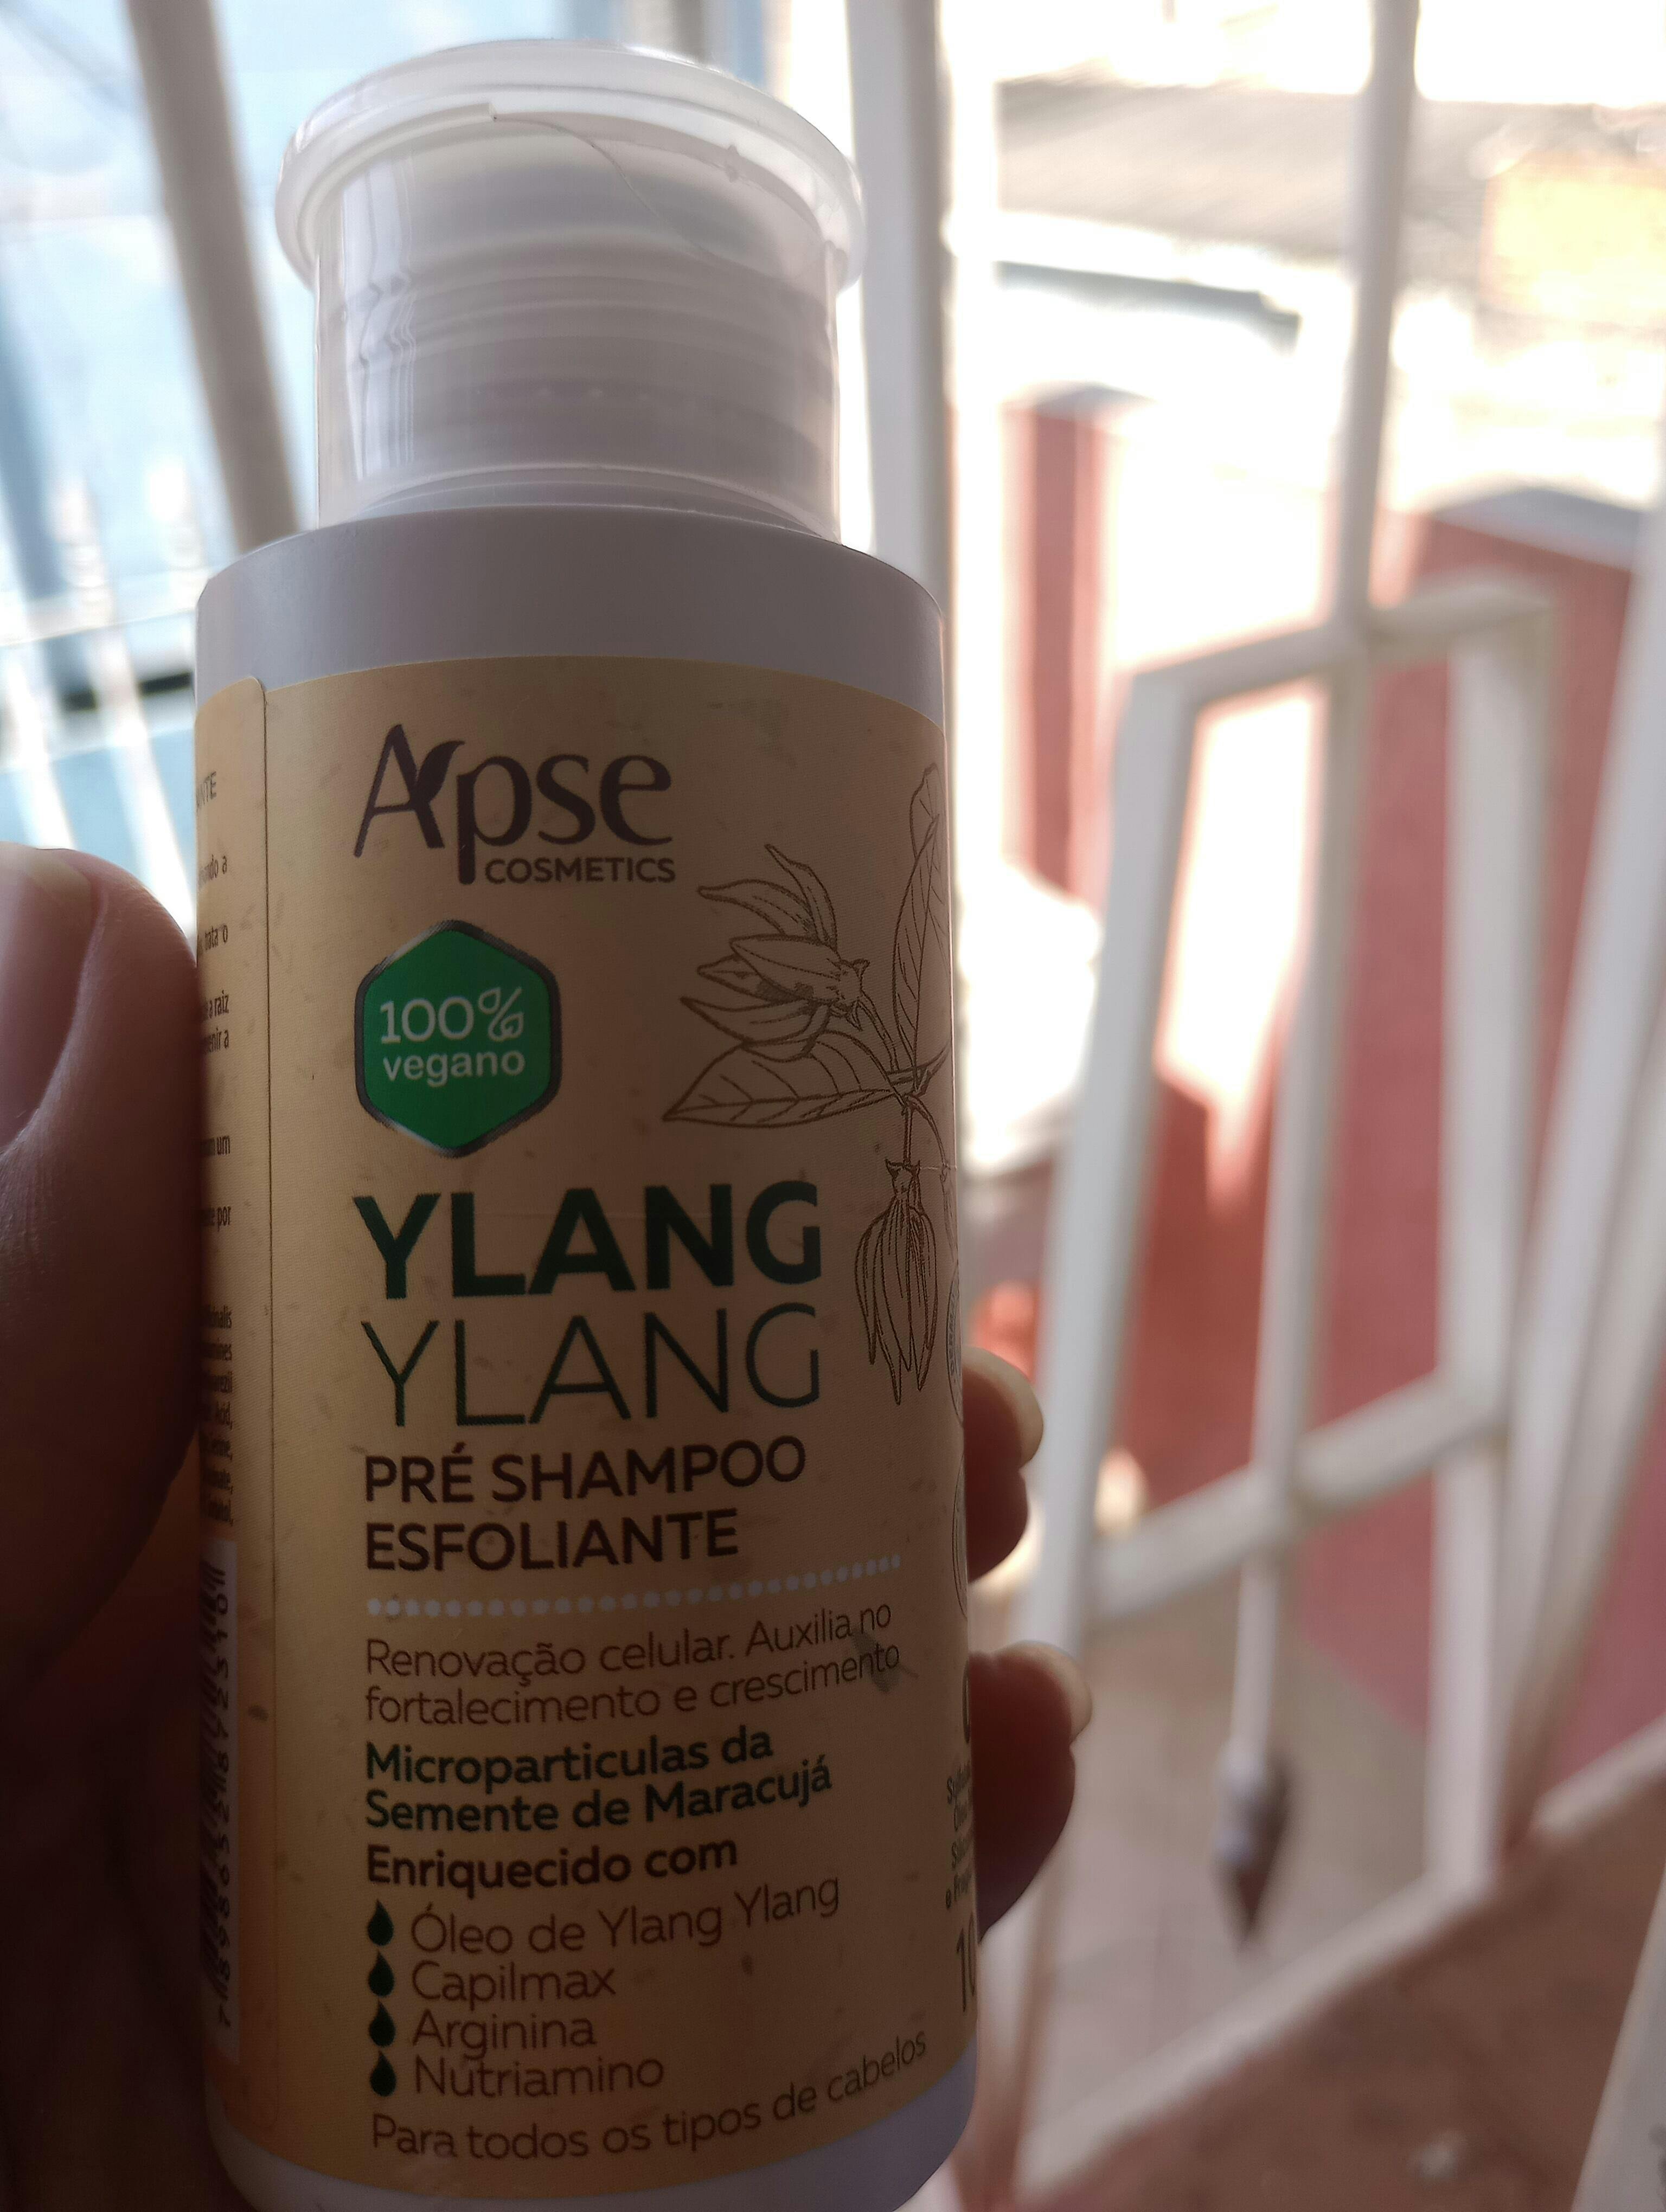 Apse
COSMETICS
100%
vegano
YLANG
YLANG
PRÉ SHAMPOO
ESFOLIANTE
Renovação celular. Auxilia no
fortalecimento e crescimento
Microparticulas da
Semente de Maracujá
Enriquecido com
Óleo de Ylang Ylang
Capilmax
Arginina
Nutriamino
Para todos os tipos de cabelos